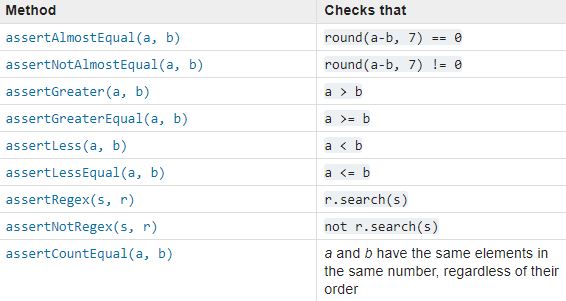 Method Checks that
assertAlmostEqual(a, b) round(a-b, 7) == 0
assertNotAlmostEqual(a, b) round(a-b, 7) != 0
assertGreater(a, b) a > b
assertGreaterEqual(a, b) a >= b
assertLess(a, b) a < b
assertLessEqual(a, b) a <= b
assertRegex(s, r) r.search(s)
assertNotRegex(s, r) not r.search(s)
assertCountEqual(a, b) a and b have the same elements in
the same number, regardless of their
order